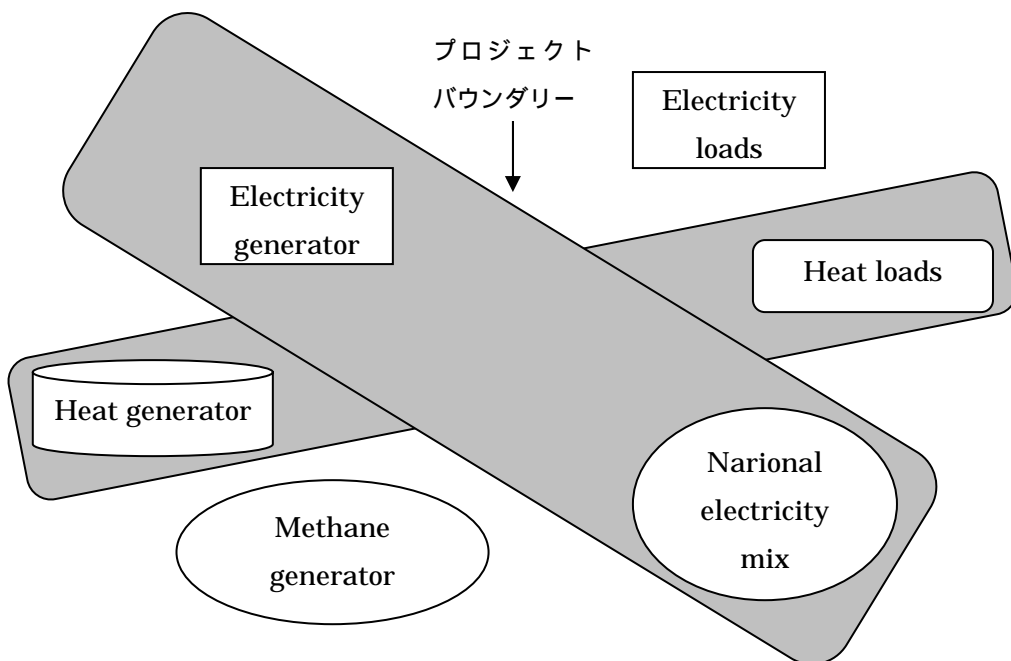 プロジェクト
バウンダリー
Electricity
loads
Electricity
generator
Heat loads
Heat generator
Narional
electricity
mix
Methane
generator